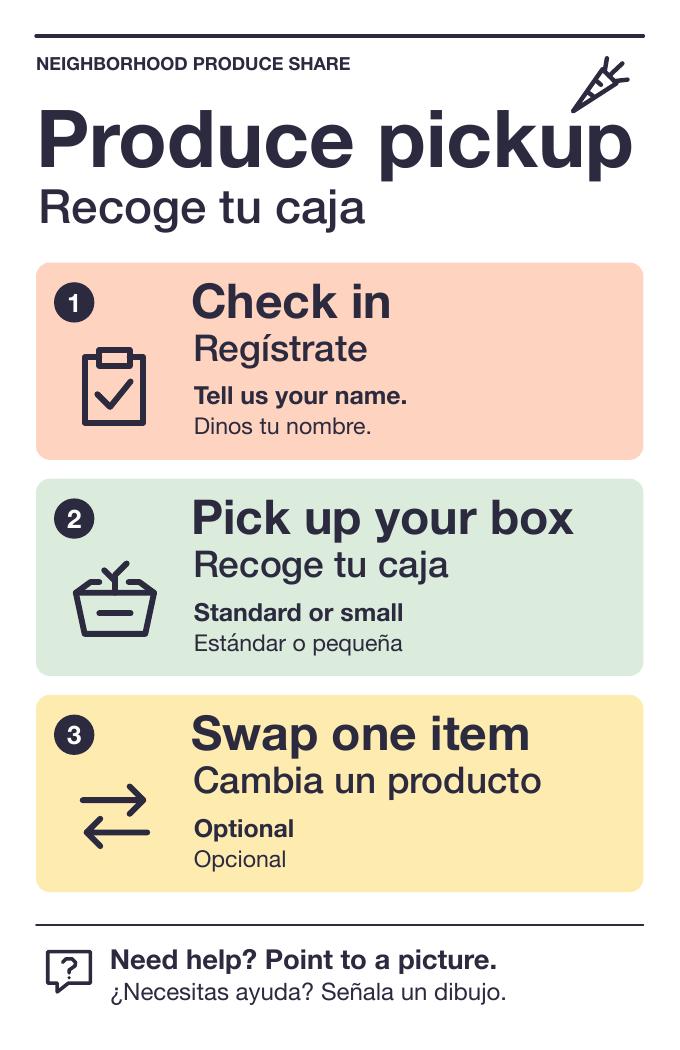 NEIGHBORHOOD PRODUCE SHARE
Produce pickup
Recoge tu caja
1
Check in
Regístrate
Tell us your name.
Dinos tu nombre.
2
Pick up your box
Recoge tu caja
Standard or small
Estándar o pequeña
3
Swap one item
Cambia un producto
Optional
Opcional
?
Need help? Point to a picture.
¿Necesitas ayuda? Señala un dibujo.